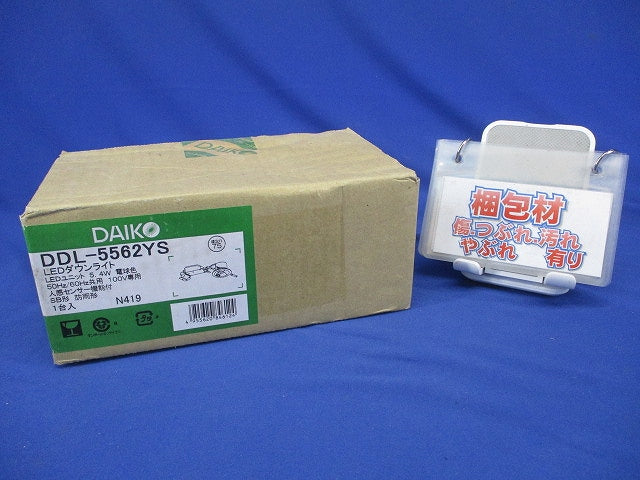 DAIKO
DAIKO
DDL-5562YS
LEDダウンライト
LEDユニット 5.4W 電球色
50Hz/60Hz共用 100V専用
人感センサー機能付
SB形 防雨形
1台入
N419
75
梱包材
傷つぶれ汚れ
やぶれ 有り